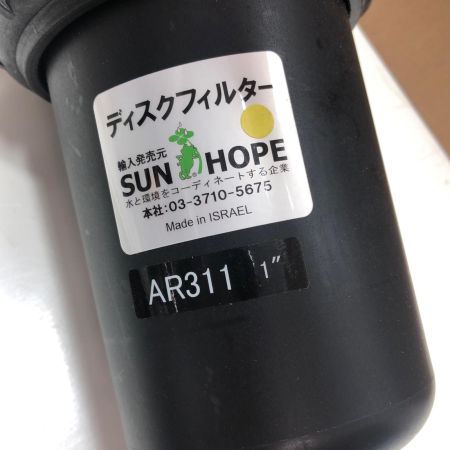 ディスクフィルター
輸入発売元
SUN HOPE
水と環境をコーディネートする企業
本社:03-3710-5675
Made in ISRAEL
AR311 1″